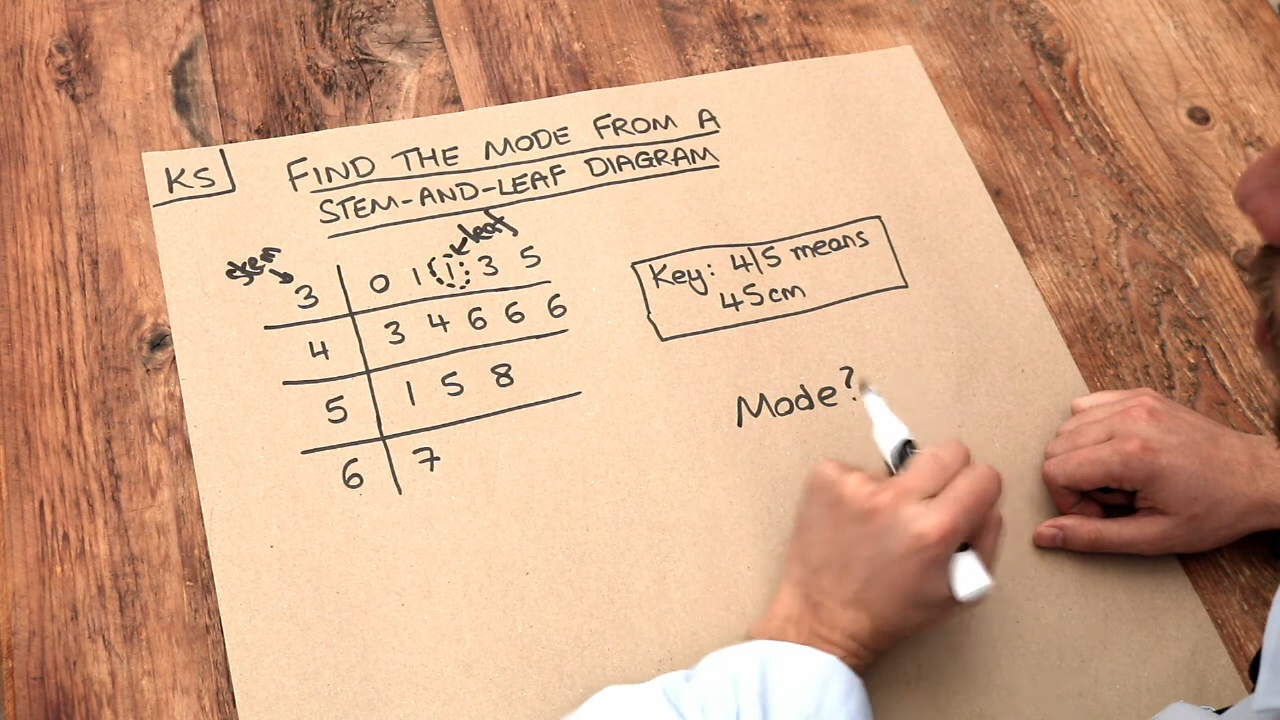 KS
FIND THE MODE FROM A
STEM-AND-LEAF DIAGRAM
stem
leaf
3 | 0 1 1 3 5
4 | 3 4 6 6 6
5 | 1 5 8
6 | 7
Key: 4|5 means
45cm
Mode?